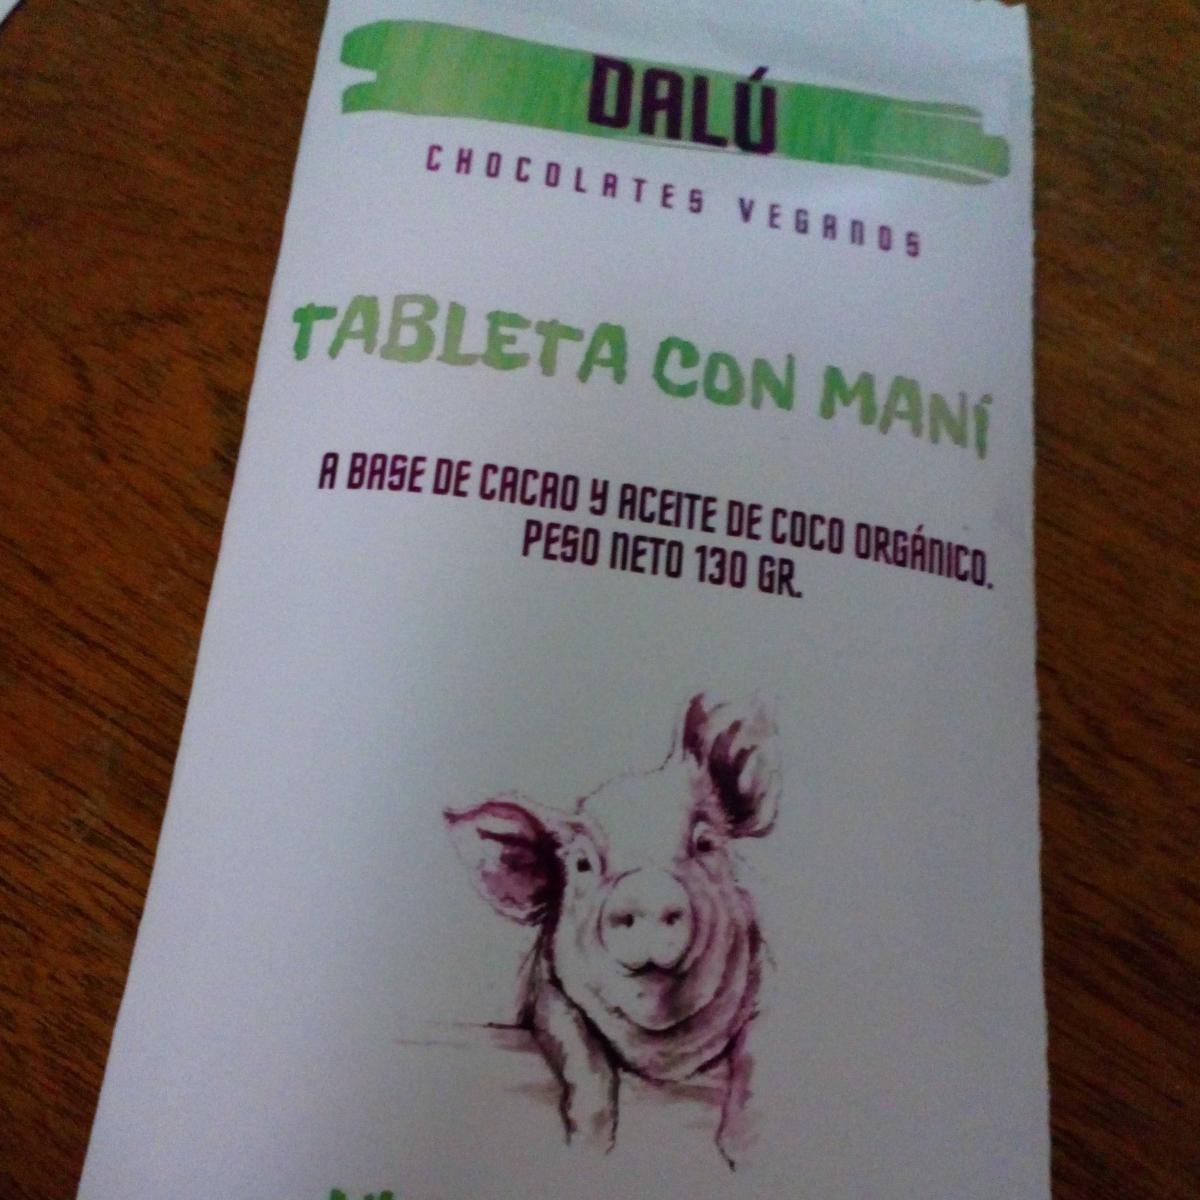 DALÚ
CHOCOLATES VEGANOS
TABLETA CON MANÍ
A BASE DE CACAO Y ACEITE DE COCO ORGÁNICO.
PESO NETO 130 GR.